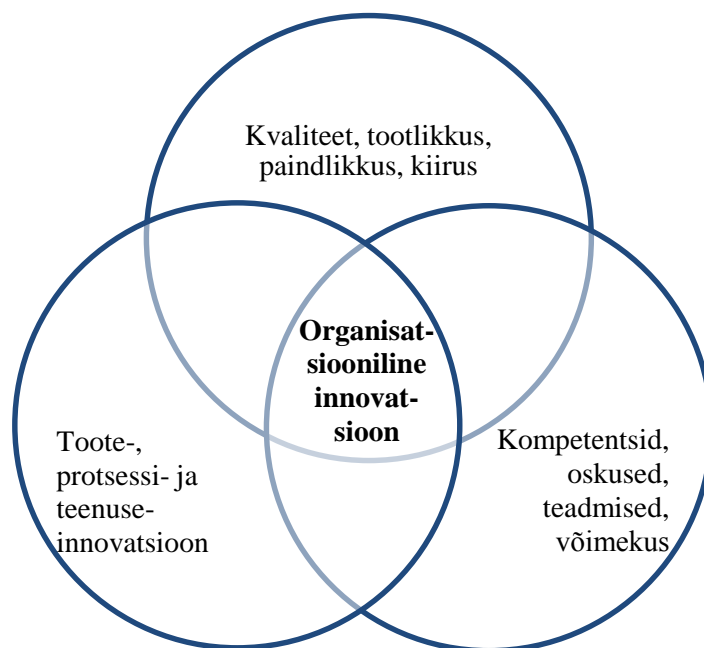 Kvaliteet, tootlikkus,
paindlikkus, kiirus
Organisat-
siooniline
innovat-
sioon
Toote-,
protsessi- ja
teenuse-
innovatsioon
Kompetentsid,
oskused,
teadmised,
võimekus